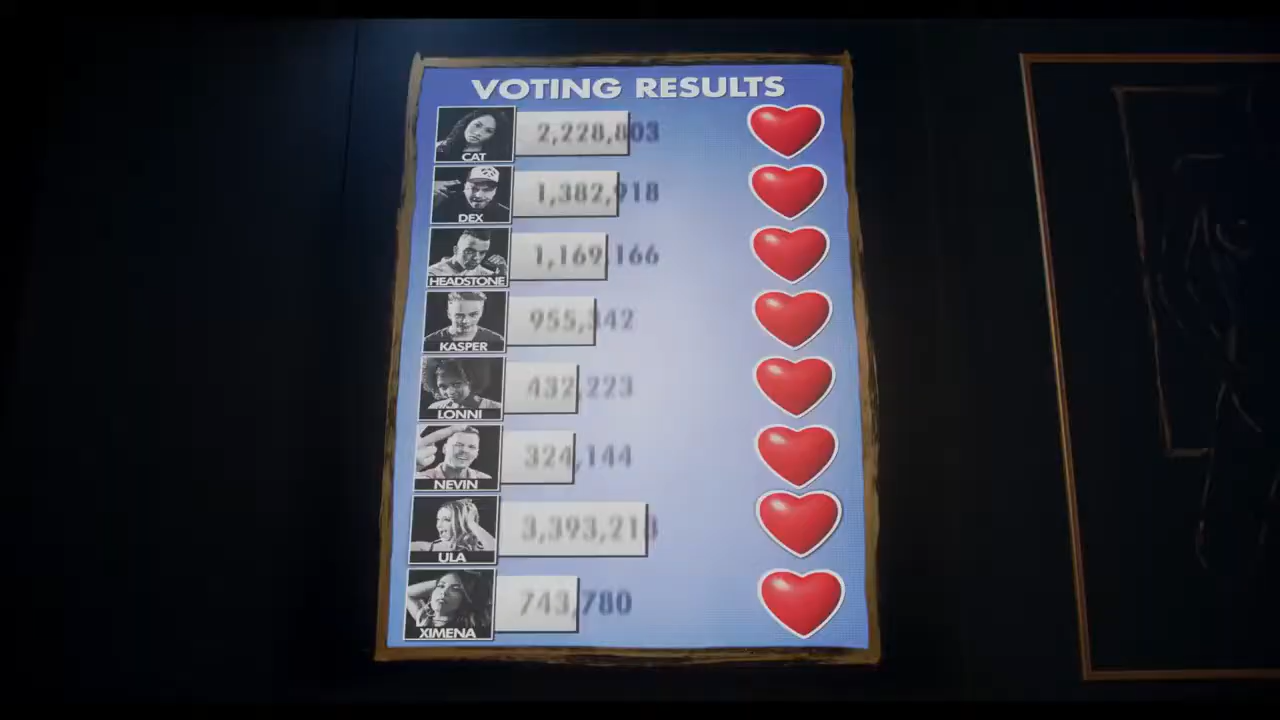 VOTING RESULTS
CAT 2,228,803
DEX 1,382,918
HEADSTONE 1,169,166
KASPER 955,342
LONNI 432,223
NEVIN 324,144
ULA
XIMENA 743,780